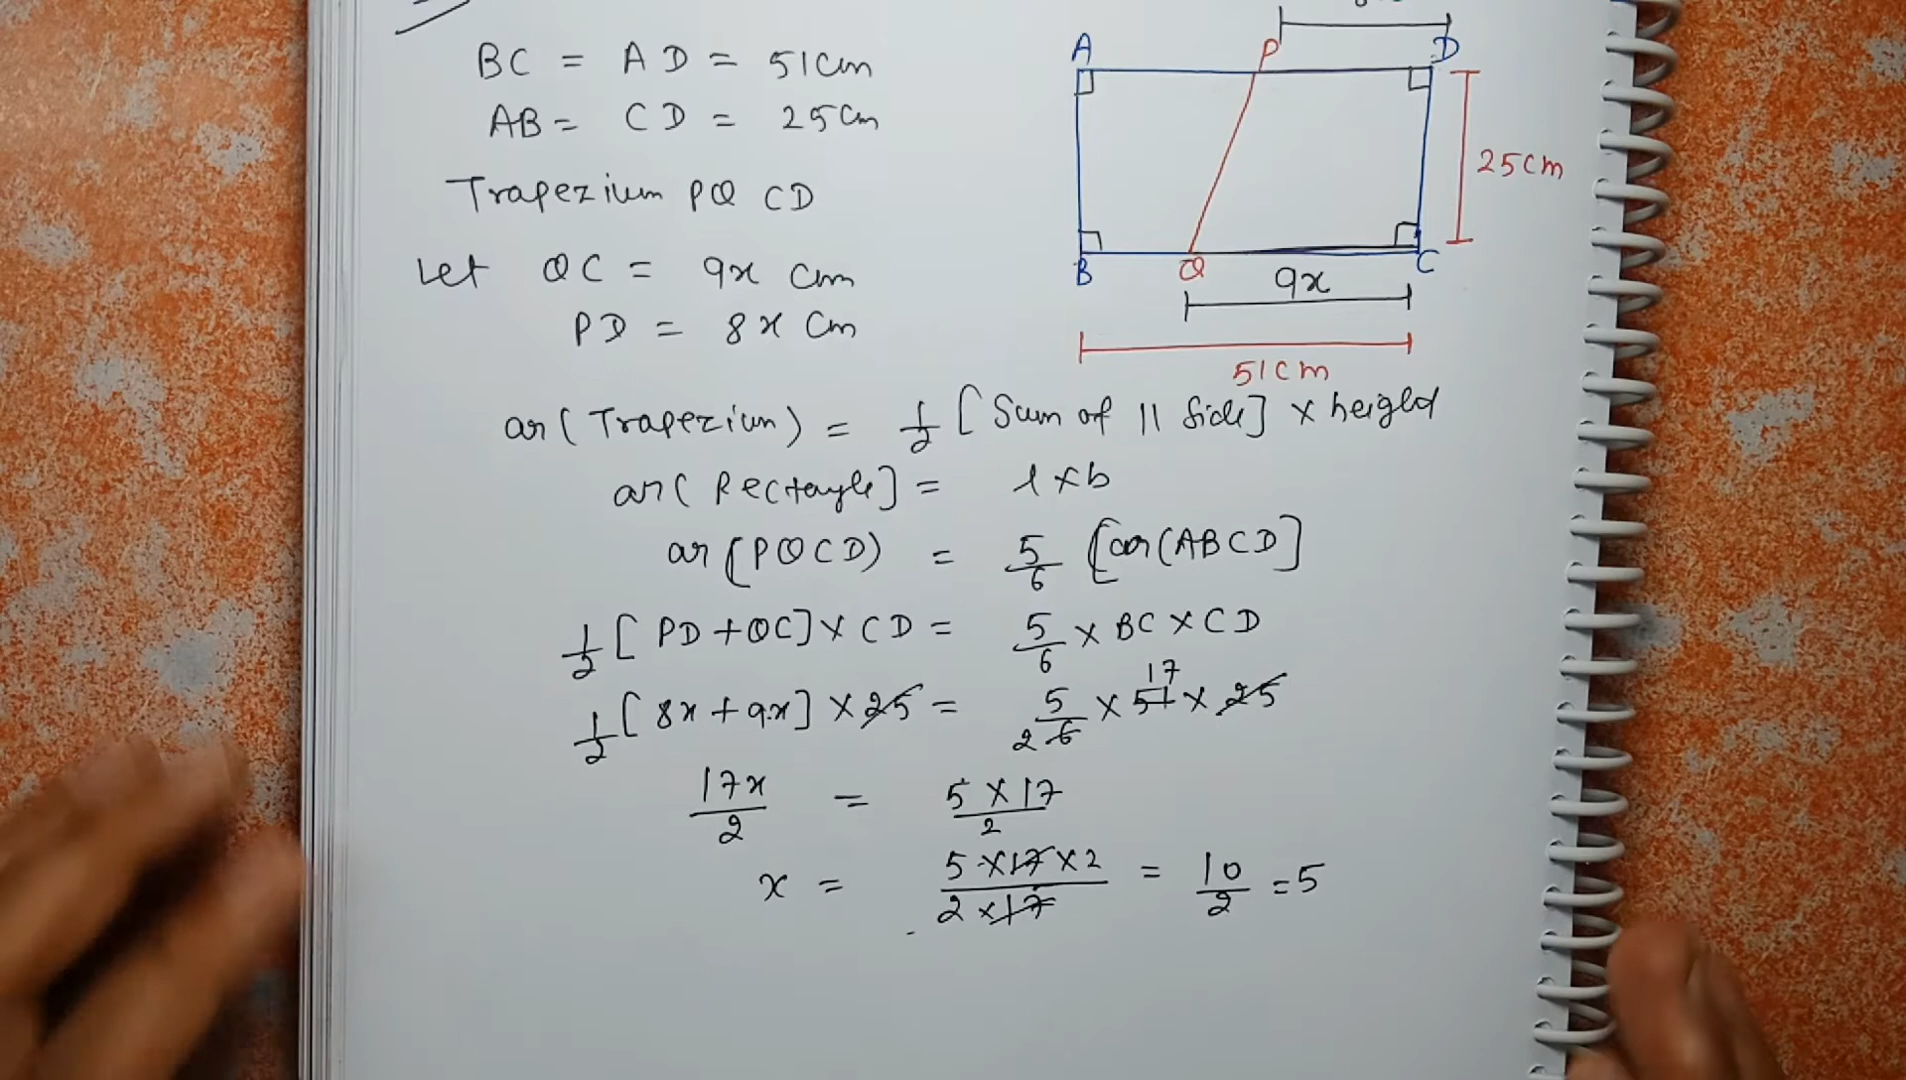 BC = AD = 51cm
AB = CD = 25cm
Trapezium PQCD
Let QC = 9x cm
PD = 8x cm
A P D
25cm
B Q C
9x
51cm
ar(Trapezium) = 1/2 [Sum of || Side] × height
ar(Rectangle] = l×b
ar(PQCD) = 5/6 [ar(ABCD]
1/2 [PD+QC] × CD = 5/6 × BC × CD
1/2 [8x+9x] × 25 = 5/6 × 51 × 25
2 17
17x/2 = 5×17/2
x = 5×17×2/2×17 = 10/2 = 5